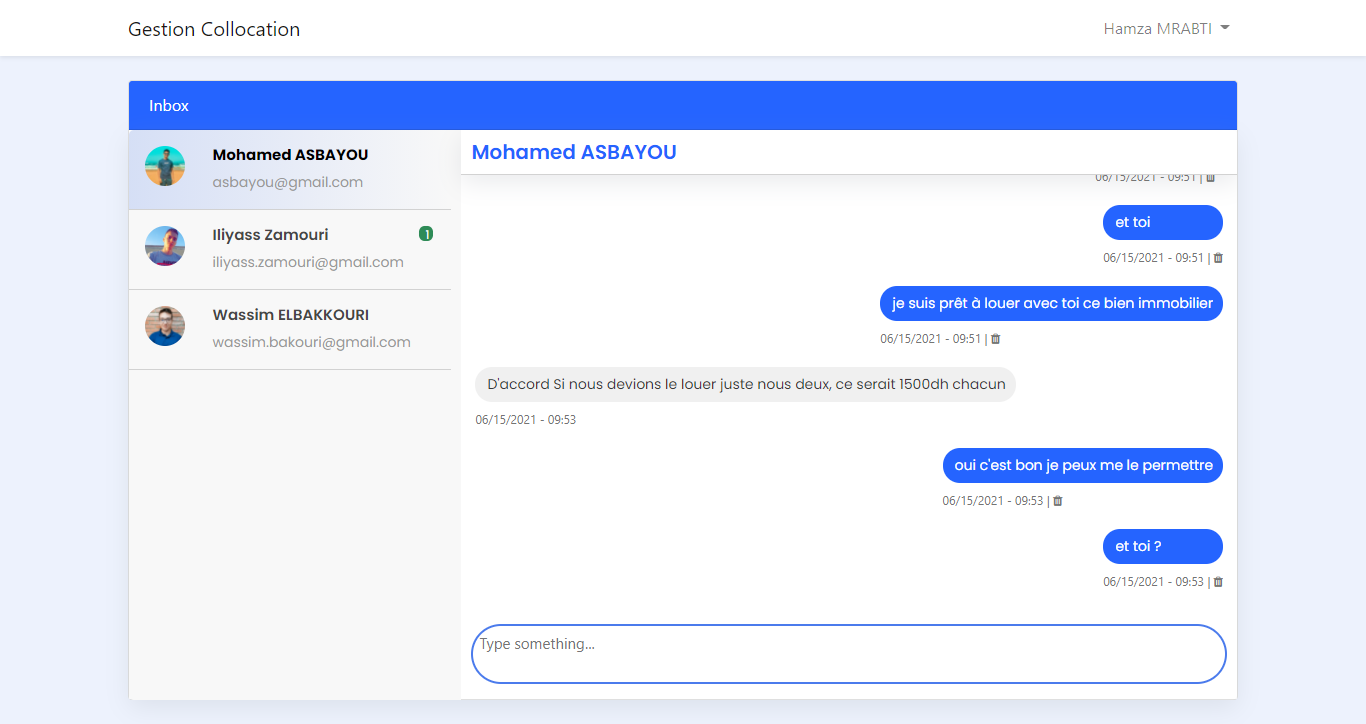 Gestion Collocation
Hamza MRABTI
Inbox
Mohamed ASBAYOU
asbayou@gmail.com
Iliyass Zamouri
1
iliyass.zamouri@gmail.com
Wassim ELBAKKOURI
wassim.bakouri@gmail.com
Mohamed ASBAYOU
06/15/2021 - 09:51 |
et toi
06/15/2021 - 09:51 |
je suis prêt à louer avec toi ce bien immobilier
06/15/2021 - 09:51 |
D'accord Si nous devions le louer juste nous deux, ce serait 1500dh chacun
06/15/2021 - 09:53
oui c'est bon je peux me le permettre
06/15/2021 - 09:53 |
et toi ?
06/15/2021 - 09:53 |
Type something...